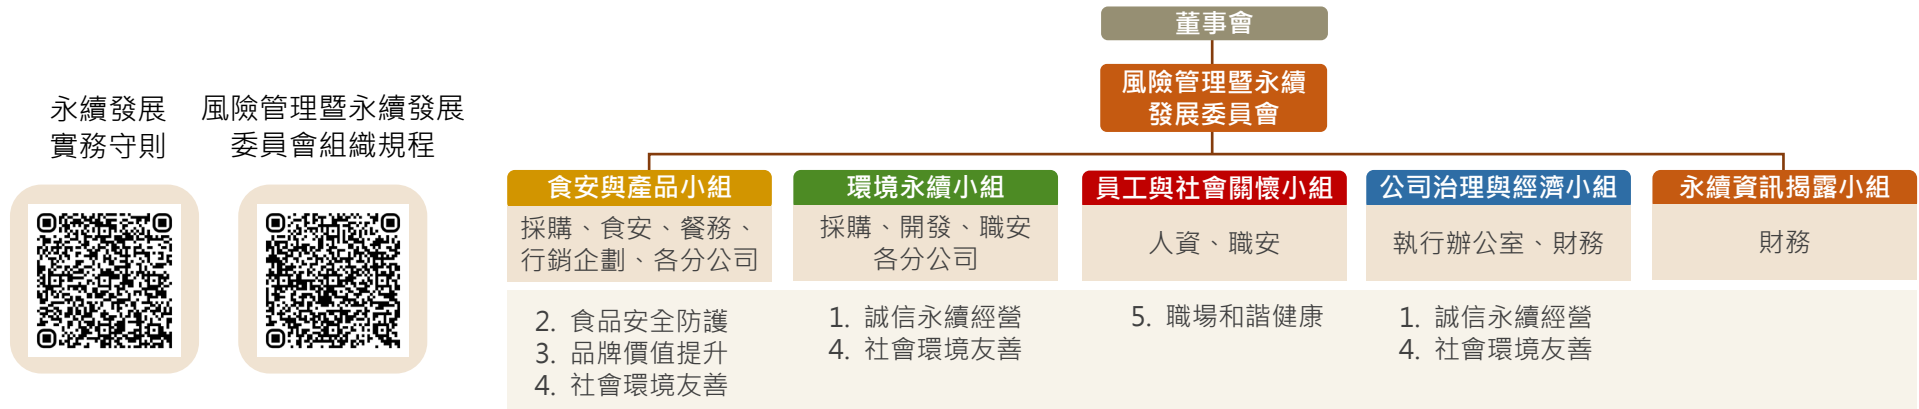 董事會
風險管理暨永續
發展委員會
永續發展
實務守則
風險管理暨永續發展
委員會組織規程
食安與產品小組
採購、食安、餐務、
行銷企劃、各分公司
2. 食品安全防護
3. 品牌價值提升
4. 社會環境友善
環境永續小組
採購、開發、職安
各分公司
1. 誠信永續經營
4. 社會環境友善
員工與社會關懷小組
人資、職安
5. 職場和諧健康
公司治理與經濟小組
執行辦公室、財務
1. 誠信永續經營
4. 社會環境友善
永續資訊揭露小組
財務